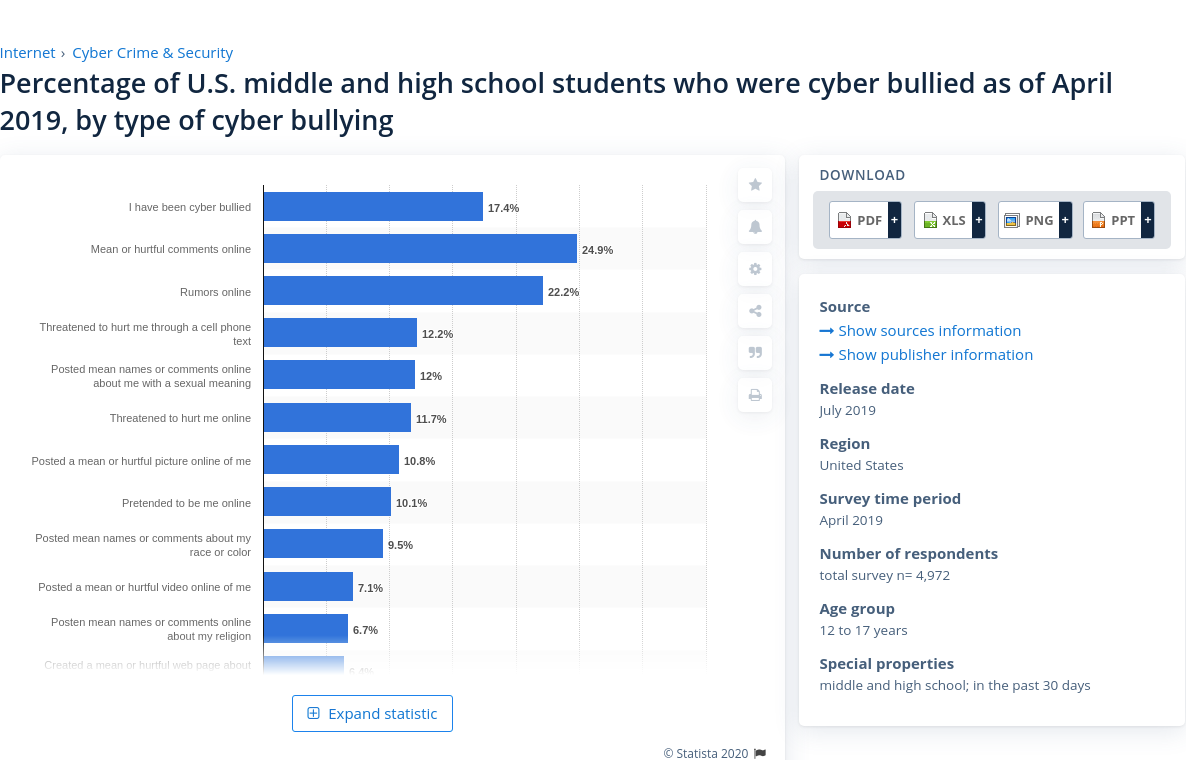 Internet › Cyber Crime & Security
Percentage of U.S. middle and high school students who were cyber bullied as of April
2019, by type of cyber bullying
I have been cyber bullied 17.4%
Mean or hurtful comments online 24.9%
Rumors online 22.2%
Threatened to hurt me through a cell phone
text 12.2%
Posted mean names or comments online
about me with a sexual meaning 12%
Threatened to hurt me online 11.7%
Posted a mean or hurtful picture online of me 10.8%
Pretended to be me online 10.1%
Posted mean names or comments about my
race or color 9.5%
Posted a mean or hurtful video online of me 7.1%
Posten mean names or comments online
about my religion 6.7%
Created a mean or hurtful web page about 6.4%
Expand statistic
© Statista 2020
DOWNLOAD
PDF + XLS + PNG + PPT +
Source
Show sources information
Show publisher information
Release date
July 2019
Region
United States
Survey time period
April 2019
Number of respondents
total survey n= 4,972
Age group
12 to 17 years
Special properties
middle and high school; in the past 30 days